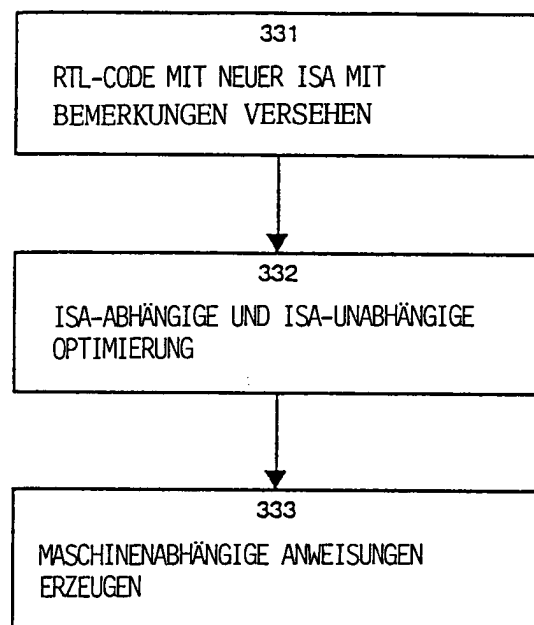 331
RTL-CODE MIT NEUER ISA MIT
BEMERKUNGEN VERSEHEN
332
ISA-ABHÄNGIGE UND ISA-UNABHÄNGIGE
OPTIMIERUNG
333
MASCHINENABHÄNGIGE ANWEISUNGEN
ERZEUGEN